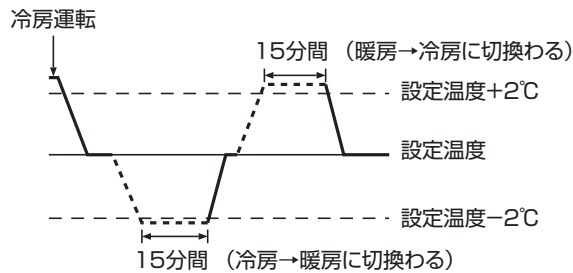 冷房運転
15分間 （暖房→冷房に切換わる）
設定温度+2℃
設定温度
設定温度−2℃
15分間 （冷房→暖房に切換わる）